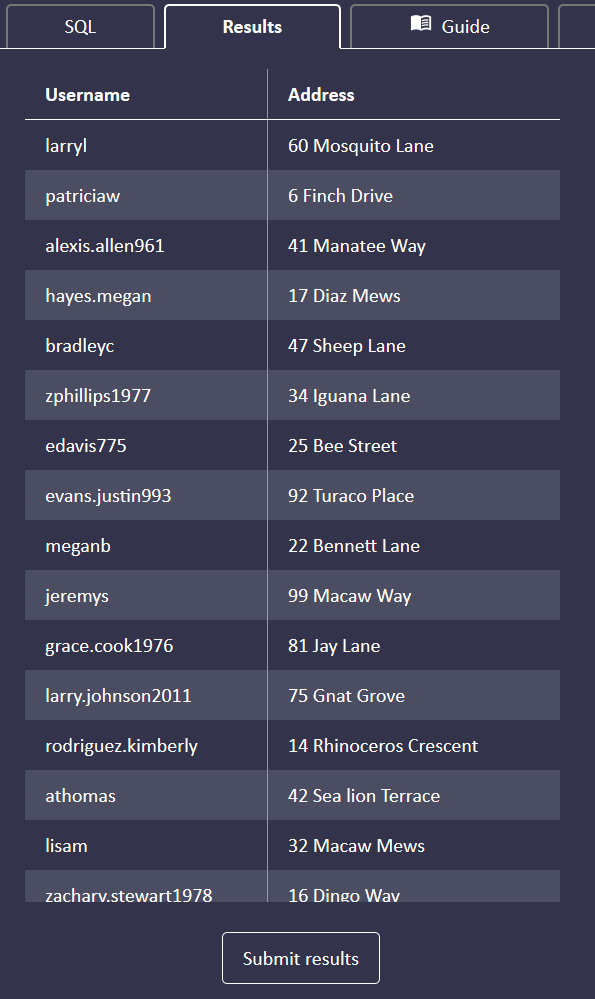 SQL Results Guide
Username Address
larryl 60 Mosquito Lane
patriciaw 6 Finch Drive
alexis.allen961 41 Manatee Way
hayes.megan 17 Diaz Mews
bradleyc 47 Sheep Lane
zphillips1977 34 Iguana Lane
edavis775 25 Bee Street
evans.justin993 92 Turaco Place
meganb 22 Bennett Lane
jeremys 99 Macaw Way
grace.cook1976 81 Jay Lane
larry.johnson2011 75 Gnat Grove
rodriguez.kimberly 14 Rhinoceros Crescent
athomas 42 Sea lion Terrace
lisam 32 Macaw Mews
zachary.stewart1978 16 Dingo Way
Submit results